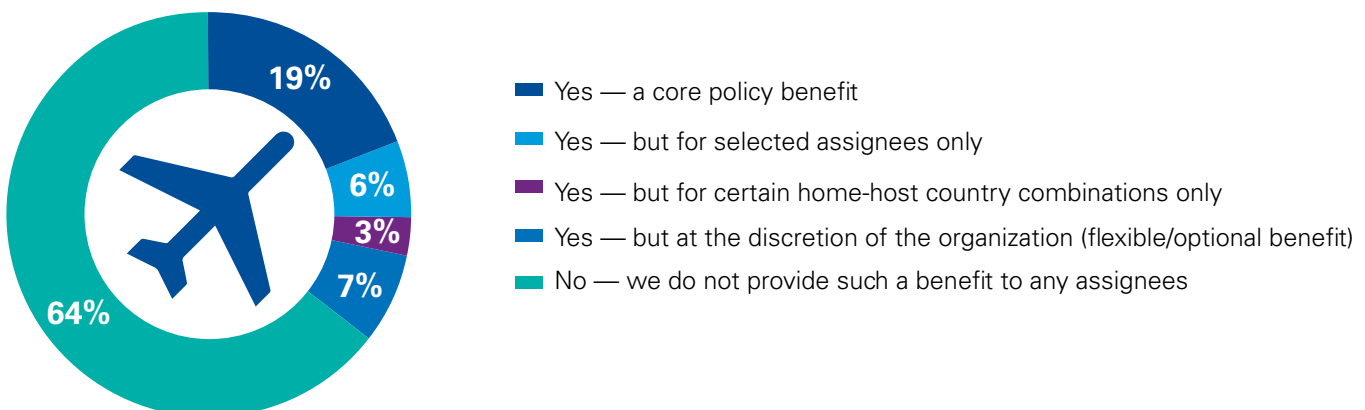 19%
6%
3%
7%
64%
Yes — a core policy benefit
Yes — but for selected assignees only
Yes — but for certain home-host country combinations only
Yes — but at the discretion of the organization (flexible/optional benefit)
No — we do not provide such a benefit to any assignees